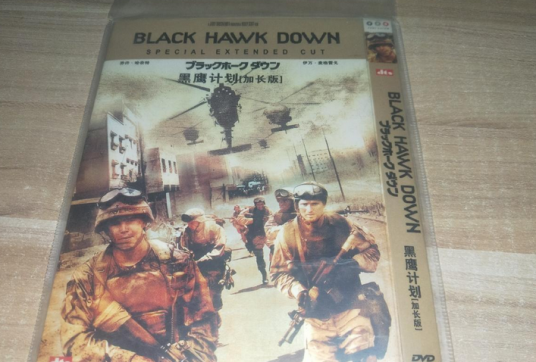 BLACK HAWK DOWN
SPECIAL EXTENDED CUT
ブラックホーク ダウン
黑鹰计划[加长版]
dts
BLACK HAWK DOWN
ブラックホーク ダウン
黑鹰计划[加长版]
DVD
dts